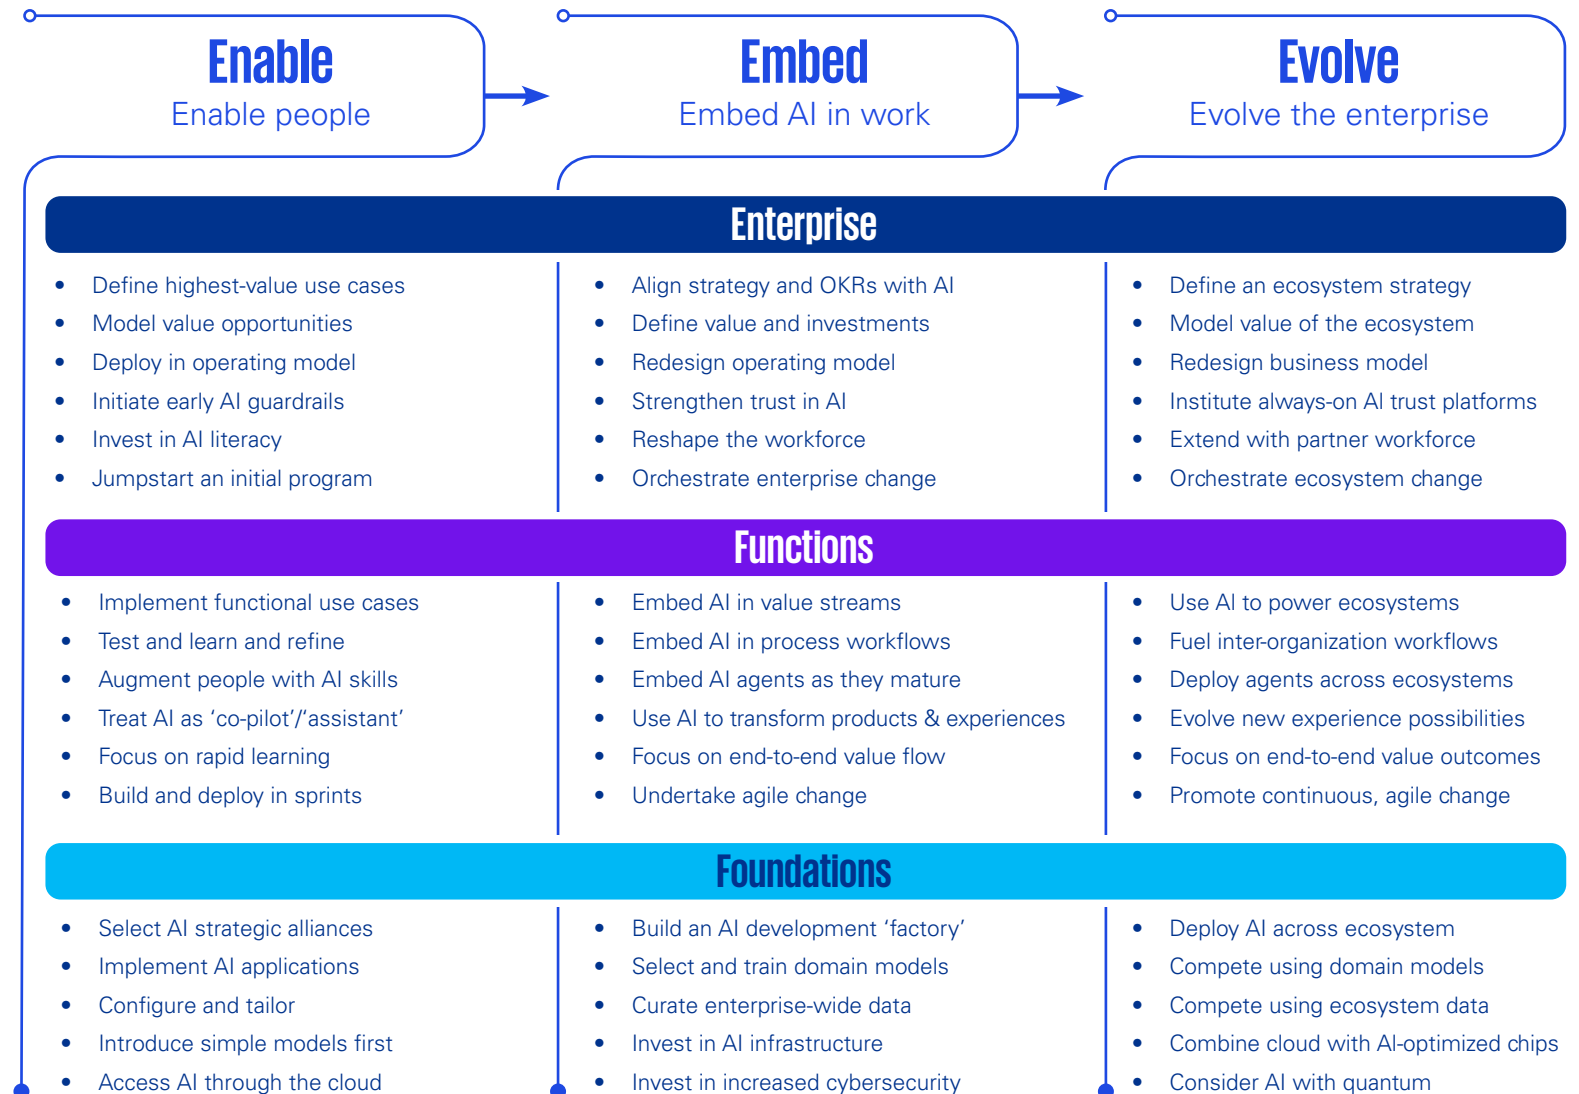 Enable
Enable people
Embed
Embed AI in work
Evolve
Evolve the enterprise
Enterprise
• Define highest-value use cases
• Model value opportunities
• Deploy in operating model
• Initiate early AI guardrails
• Invest in AI literacy
• Jumpstart an initial program
• Align strategy and OKRs with AI
• Define value and investments
• Redesign operating model
• Strengthen trust in AI
• Reshape the workforce
• Orchestrate enterprise change
• Define an ecosystem strategy
• Model value of the ecosystem
• Redesign business model
• Institute always-on AI trust platforms
• Extend with partner workforce
• Orchestrate ecosystem change
Functions
• Implement functional use cases
• Test and learn and refine
• Augment people with AI skills
• Treat AI as ‘co-pilot’/‘assistant’
• Focus on rapid learning
• Build and deploy in sprints
• Embed AI in value streams
• Embed AI in process workflows
• Embed AI agents as they mature
• Use AI to transform products & experiences
• Focus on end-to-end value flow
• Undertake agile change
• Use AI to power ecosystems
• Fuel inter-organization workflows
• Deploy agents across ecosystems
• Evolve new experience possibilities
• Focus on end-to-end value outcomes
• Promote continuous, agile change
Foundations
• Select AI strategic alliances
• Implement AI applications
• Configure and tailor
• Introduce simple models first
• Access AI through the cloud
• Build an AI development ‘factory’
• Select and train domain models
• Curate enterprise-wide data
• Invest in AI infrastructure
• Invest in increased cybersecurity
• Deploy AI across ecosystem
• Compete using domain models
• Compete using ecosystem data
• Combine cloud with AI-optimized chips
• Consider AI with quantum